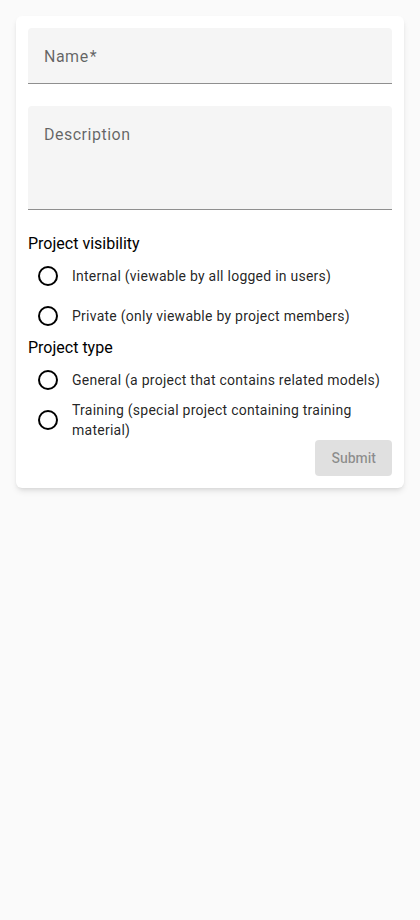 Name*
Description
Project visibility
Internal (viewable by all logged in users)
Private (only viewable by project members)
Project type
General (a project that contains related models)
Training (special project containing training
material)
Submit